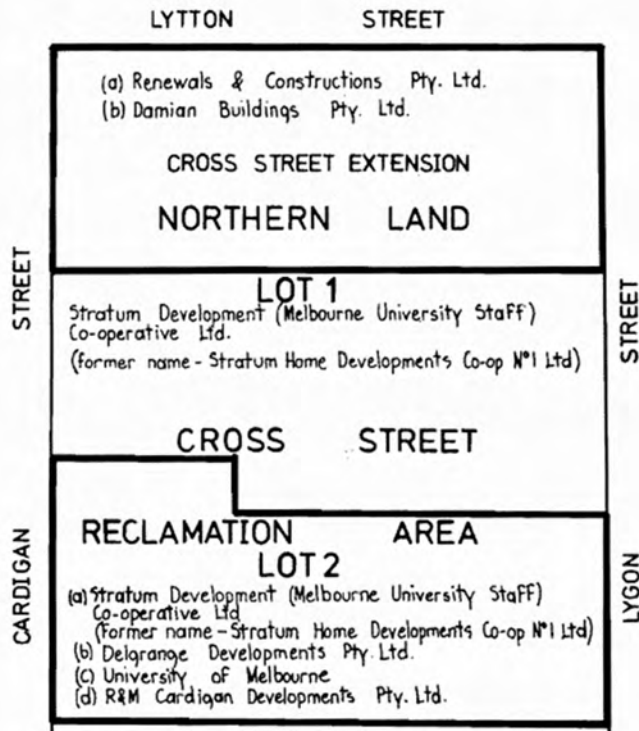 LYTTON STREET
(a) Renewals & Constructions Pty. Ltd.
(b) Damian Buildings Pty. Ltd.
CROSS STREET EXTENSION
NORTHERN LAND
STREET
LOT 1
STREET
Stratum Development (Melbourne University Staff)
Co-operative Ltd.
(former name - Stratum Home Developments Co-op Nº1 Ltd)
CROSS STREET
CARDIGAN
RECLAMATION AREA
LOT 2
LYGON
(a) Stratum Development (Melbourne University Staff)
Co-operative Ltd
(Former name - Stratum Home Developments Co-op Nº1 Ltd)
(b) Delgrange Developments Pty. Ltd.
(c) University of Melbourne
(d) R&M Cardigan Developments Pty. Ltd.